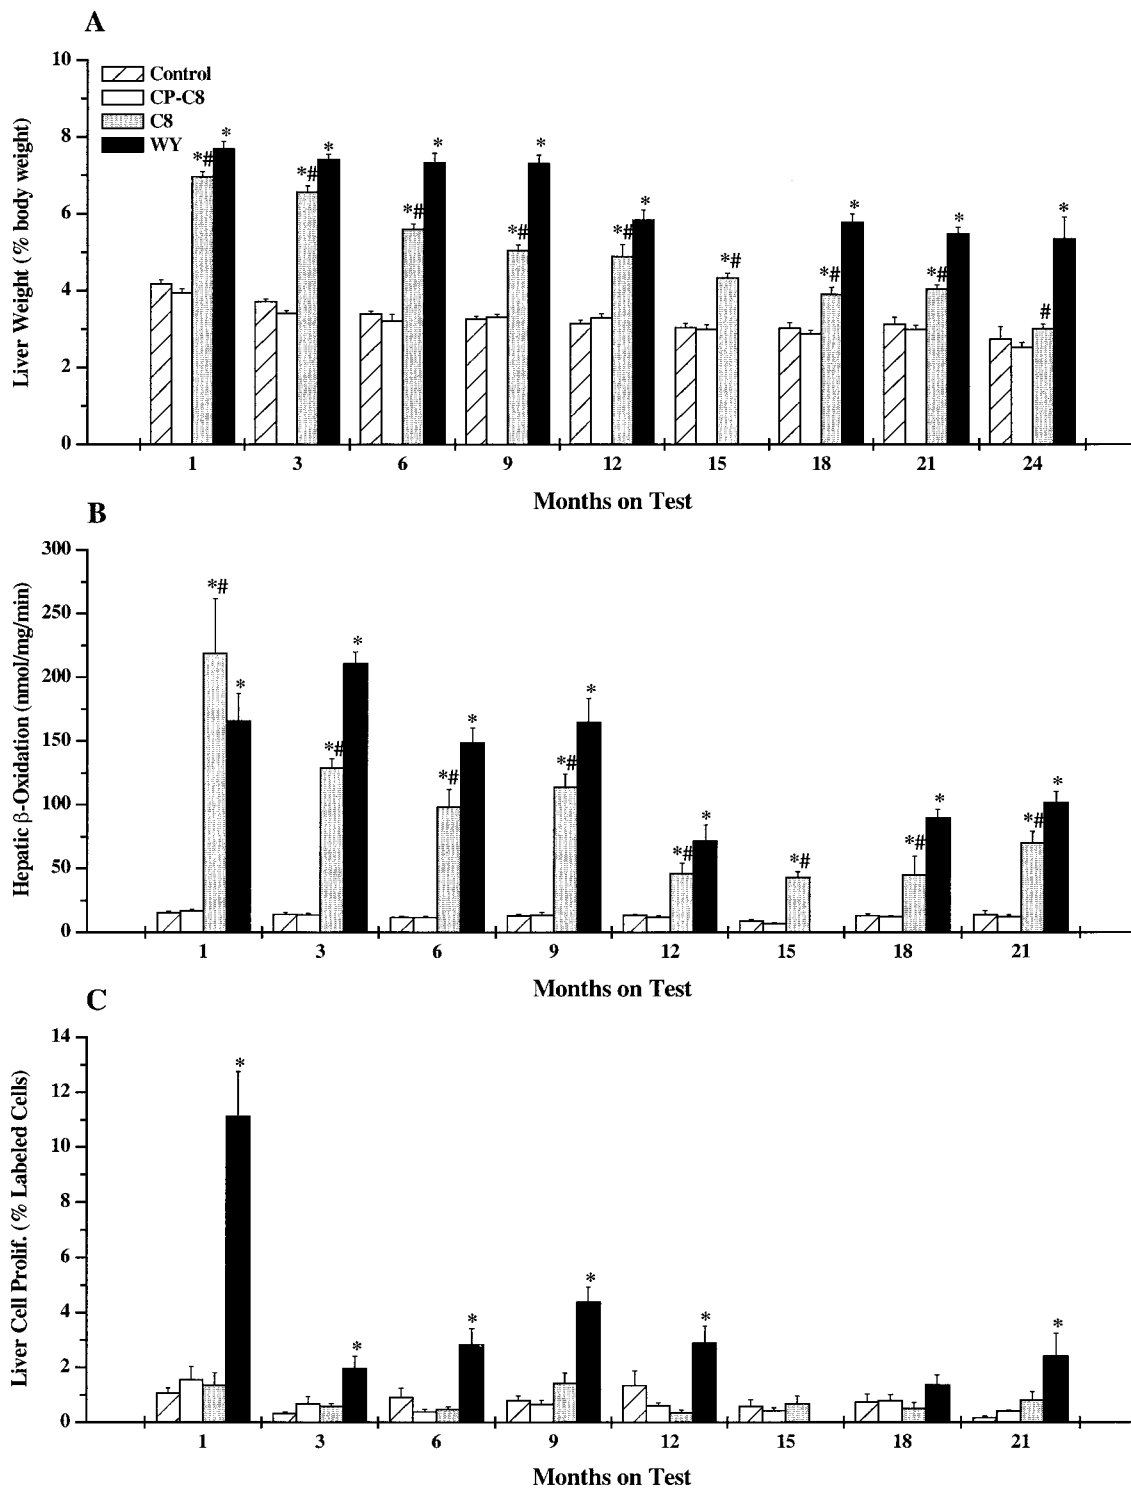 A
Liver Weight (% body weight)
10
8
6
4
2
0
Control
CP-C8
C8
WY
*# * *# * *# * *# * *# * *# *# * *# * # *
1 3 6 9 12 15 18 21 24
Months on Test
B
Hepatic β-Oxidation (nmol/mg/min)
300
250
200
150
100
50
0
*# * *# * *# * *# * *# * *# *# * *# *
1 3 6 9 12 15 18 21
Months on Test
C
Liver Cell Prolif. (% Labeled Cells)
14
12
10
8
6
4
2
0
* * * * * *
1 3 6 9 12 15 18 21
Months on Test